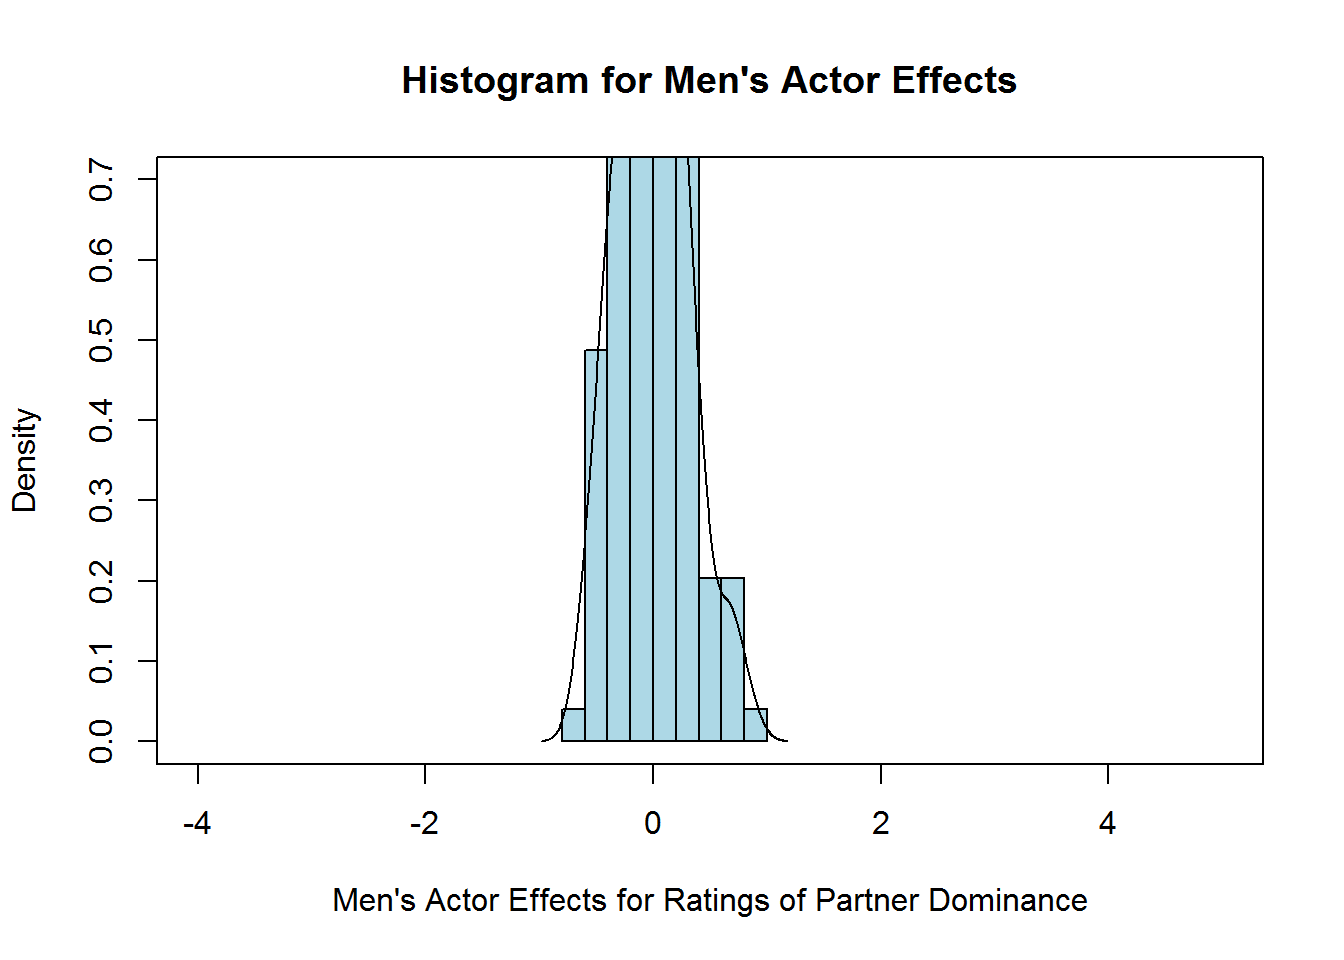 Histogram for Men's Actor Effects
Density
0.7
0.6
0.5
0.4
0.3
0.2
0.1
0.0
-4 -2 0 2 4
Men's Actor Effects for Ratings of Partner Dominance